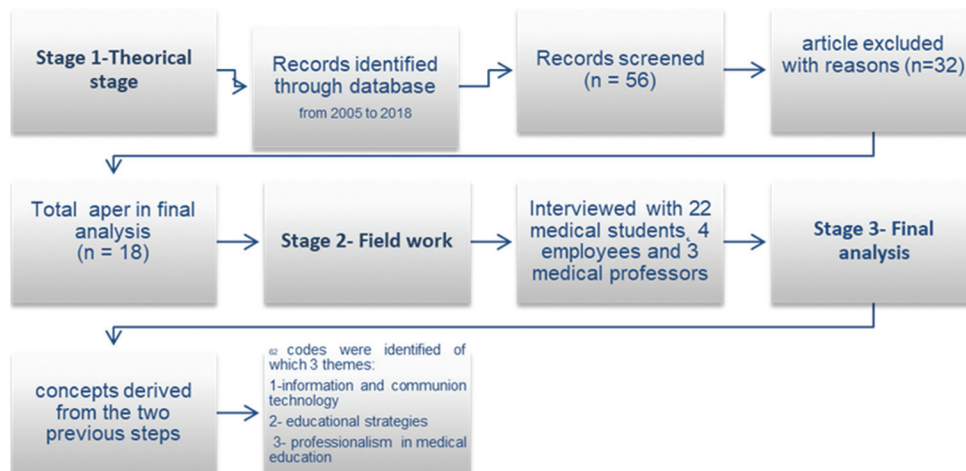 Stage 1-Theorical
stage
Records identified
through database
from 2005 to 2018
Records screened
(n = 56)
article excluded
with reasons (n=32)
Total aper in final
analysis
(n = 18)
Stage 2- Field work
Interviewed with 22
medical students, 4
employees and 3
medical professors
Stage 3- Final
analysis
concepts derived
from the two
previous steps
62 codes were identified of
which 3 themes:
1-information and communion
technology
2- educational strategies
3- professionalism in medical
education